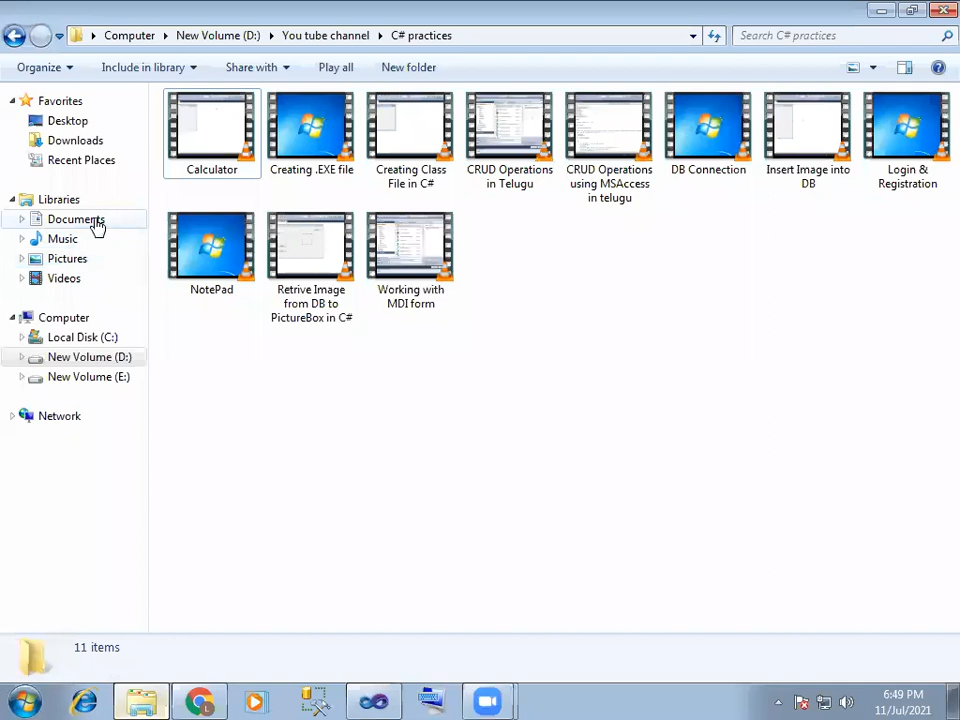 Computer New Volume (D:) You tube channel C# practices Search C# practices
Organize Include in library Share with Play all New folder
Favorites
Desktop
Downloads
Recent Places
Libraries
Documents
Music
Pictures
Videos
Computer
Local Disk (C:)
New Volume (D:)
New Volume (E:)
Network
Calculator
Creating .EXE file
Creating Class
File in C#
CRUD Operations
in Telugu
CRUD Operations
using MSAccess
in telugu
DB Connection
Insert Image into
DB
Login &
Registration
NotePad
Retrive Image
from DB to
PictureBox in C#
Working with
MDI form
11 items
6:49 PM
11/Jul/2021